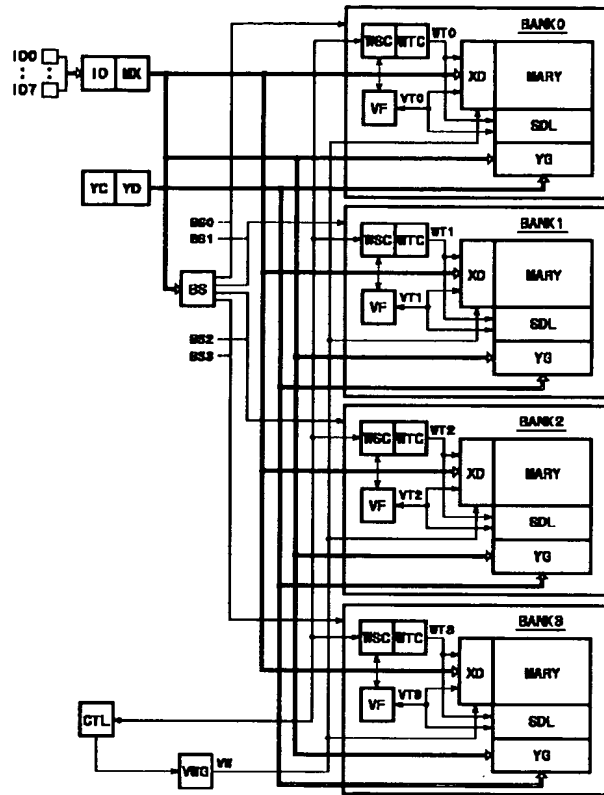 BANK0
WSC WTC WT0
IO0
XD MARY
IO7
IO MX
VF VT0
SDL
YG
YC YD
BS0
BS1
BANK1
WSC WTC WT1
XD MARY
BS
VF VT1
SDL
BS2
BS3
YG
BANK2
WSC WTC WT2
XD MARY
VF VT2
SDL
YG
BANK3
WSC WTC WT3
XD MARY
VF VT3
CTL
SDL
VWG VW
YG